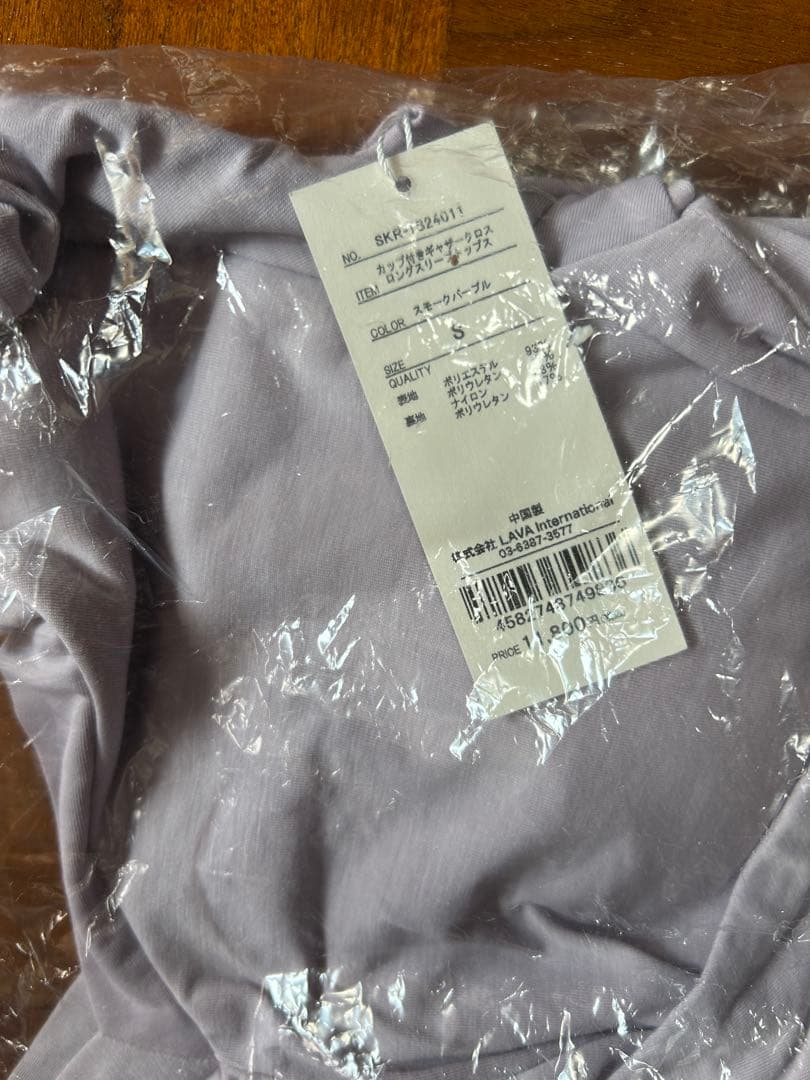 NO. SKR-TB24011
ITEM カップ付きギャザークロス
ロングスリーブトップス
COLOR スモークパープル
SIZE S
QUALITY
表地 ポリエステル
ポリウレタン
裏地 ナイロン
ポリウレタン
中国製
株式会社 LAVA International
03-6387-3577
PRICE